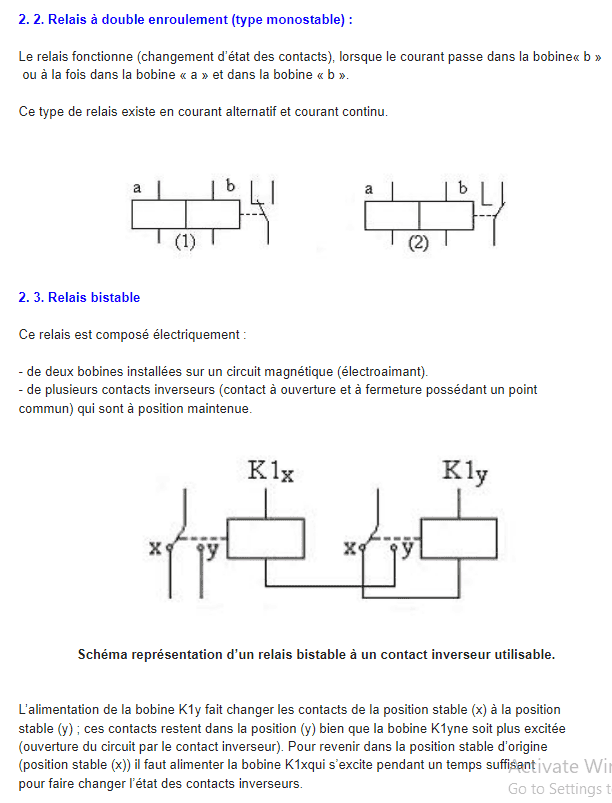 2. 2. Relais à double enroulement (type monostable) :
Le relais fonctionne (changement d'état des contacts), lorsque le courant passe dans la bobine« b »
ou à la fois dans la bobine « a » et dans la bobine « b ».
Ce type de relais existe en courant alternatif et courant continu.
a b a b
(1) (2)
2. 3. Relais bistable
Ce relais est composé électriquement :
- de deux bobines installées sur un circuit magnétique (électroaimant).
- de plusieurs contacts inverseurs (contact à ouverture et à fermeture possédant un point
commun) qui sont à position maintenue.
K1x K1y
x y x y
Schéma représentation d'un relais bistable à un contact inverseur utilisable.
L'alimentation de la bobine K1y fait changer les contacts de la position stable (x) à la position
stable (y) ; ces contacts restent dans la position (y) bien que la bobine K1yne soit plus excitée
(ouverture du circuit par le contact inverseur). Pour revenir dans la position stable d'origine
(position stable (x)) il faut alimenter la bobine K1xqui s'excite pendant un temps suffisant
pour faire changer l'état des contacts inverseurs.
Activate Win
Go to Settings t